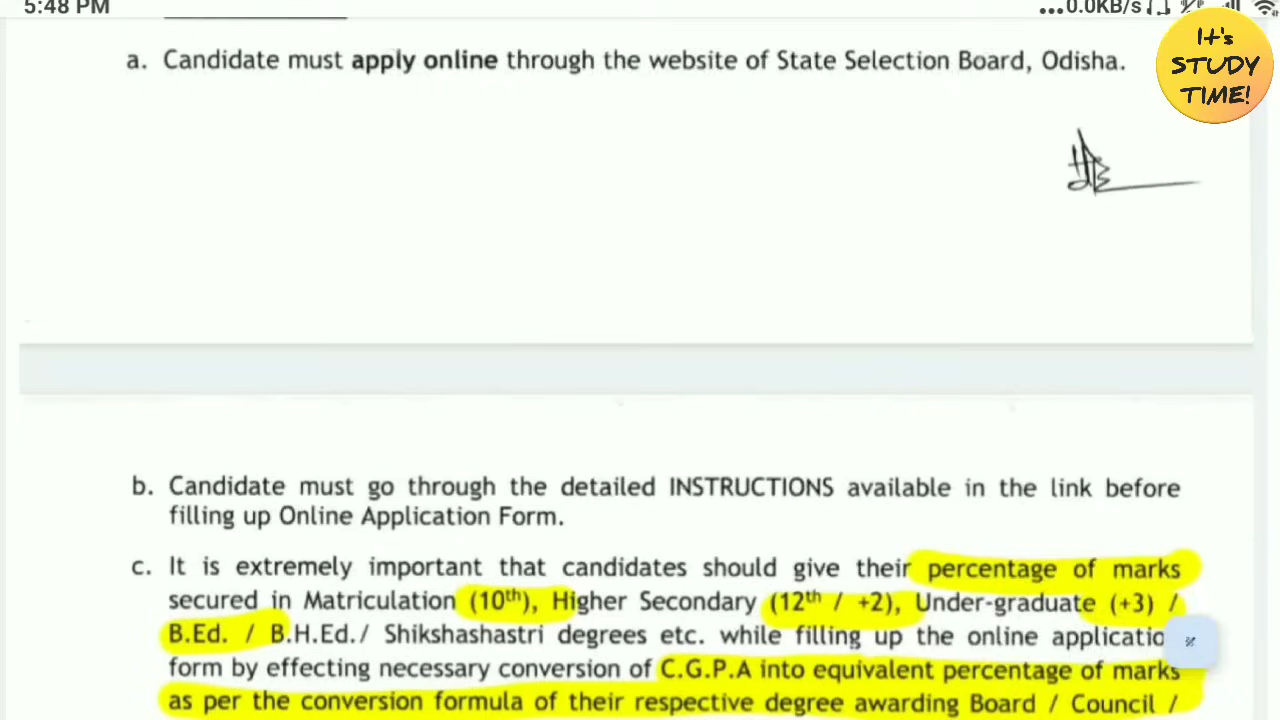 5:48 PM
...0.0KB/s
It's
STUDY
TIME!
a. Candidate must apply online through the website of State Selection Board, Odisha.
b. Candidate must go through the detailed INSTRUCTIONS available in the link before
filling up Online Application Form.
c. It is extremely important that candidates should give their percentage of marks
secured in Matriculation (10th), Higher Secondary (12th / +2), Under-graduate (+3) /
B.Ed. / B.H.Ed./ Shikshashastri degrees etc. while filling up the online applicatio
form by effecting necessary conversion of C.G.P.A into equivalent percentage of marks
as per the conversion formula of their respective degree awarding Board / Council /